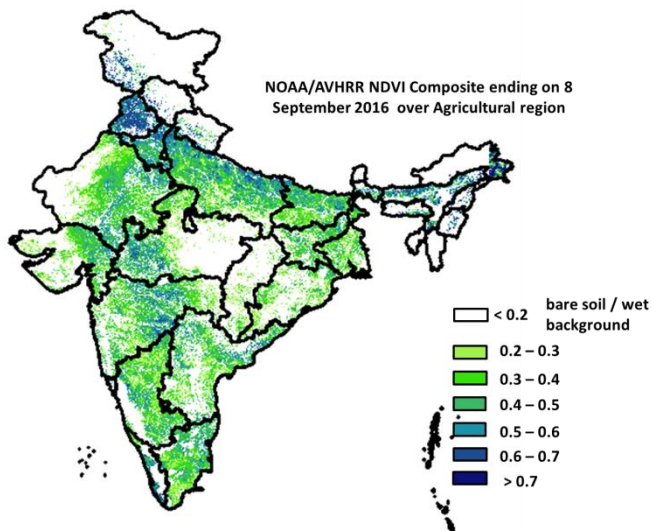 NOAA/AVHRR NDVI Composite ending on 8
September 2016 over Agricultural region
< 0.2 bare soil / wet
background
0.2 – 0.3
0.3 – 0.4
0.4 – 0.5
0.5 – 0.6
0.6 – 0.7
> 0.7